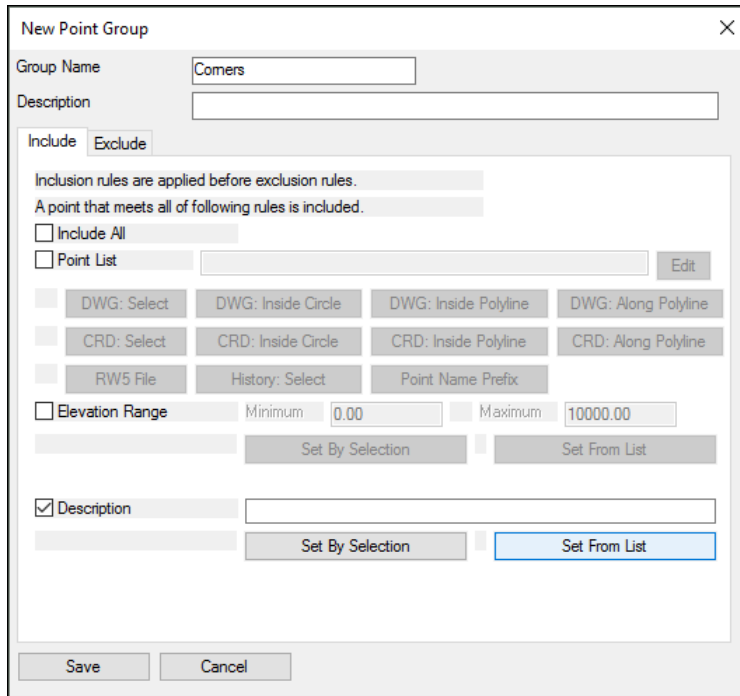 New Point Group
Group Name Corners
Description
Include Exclude
Inclusion rules are applied before exclusion rules.
A point that meets all of following rules is included.
Include All
Point List Edit
DWG: Select DWG: Inside Circle DWG: Inside Polyline DWG: Along Polyline
CRD: Select CRD: Inside Circle CRD: Inside Polyline CRD: Along Polyline
RW5 File History: Select Point Name Prefix
Elevation Range Minimum 0.00 Maximum 10000.00
Set By Selection Set From List
Description
Set By Selection Set From List
Save Cancel